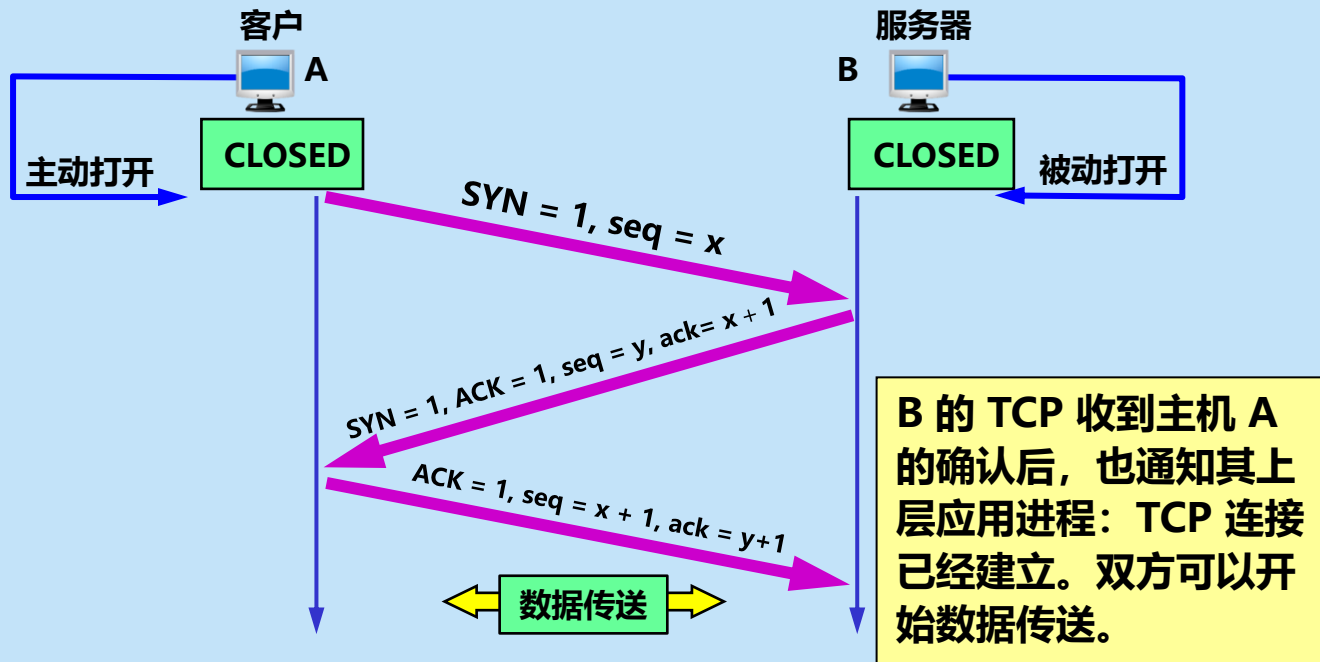 客户
服务器
A
B
CLOSED
CLOSED
主动打开
被动打开
SYN = 1, seq = x
SYN = 1, ACK = 1, seq = y, ack= x + 1
ACK = 1, seq = x + 1, ack = y+1
数据传送
B 的 TCP 收到主机 A
的确认后，也通知其上
层应用进程：TCP 连接
已经建立。双方可以开
始数据传送。